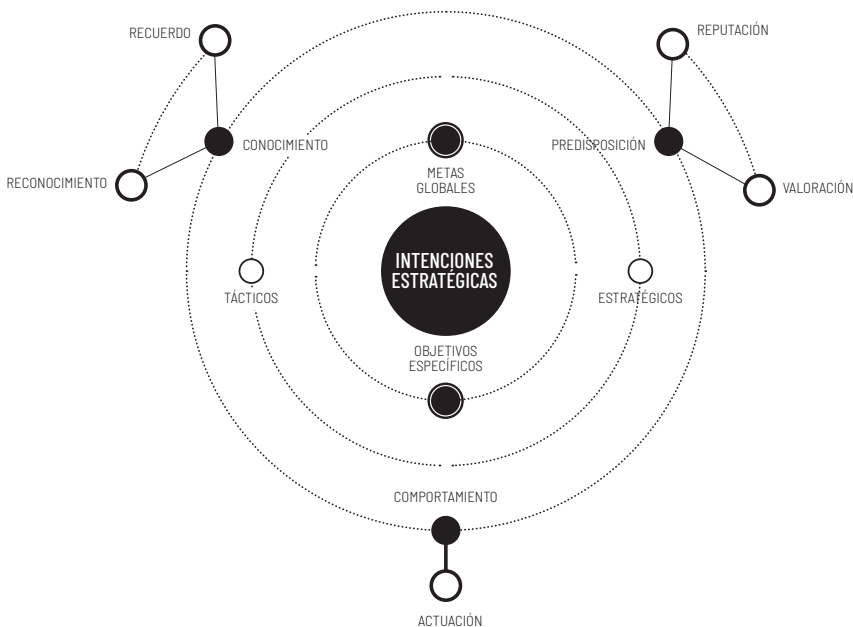 RECUERDO
REPUTACIÓN
CONOCIMIENTO
PREDISPOSICIÓN
RECONOCIMIENTO
VALORACIÓN
METAS
GLOBALES
INTENCIONES
ESTRATÉGICAS
TÁCTICOS
ESTRATÉGICOS
OBJETIVOS
ESPECÍFICOS
COMPORTAMIENTO
ACTUACIÓN